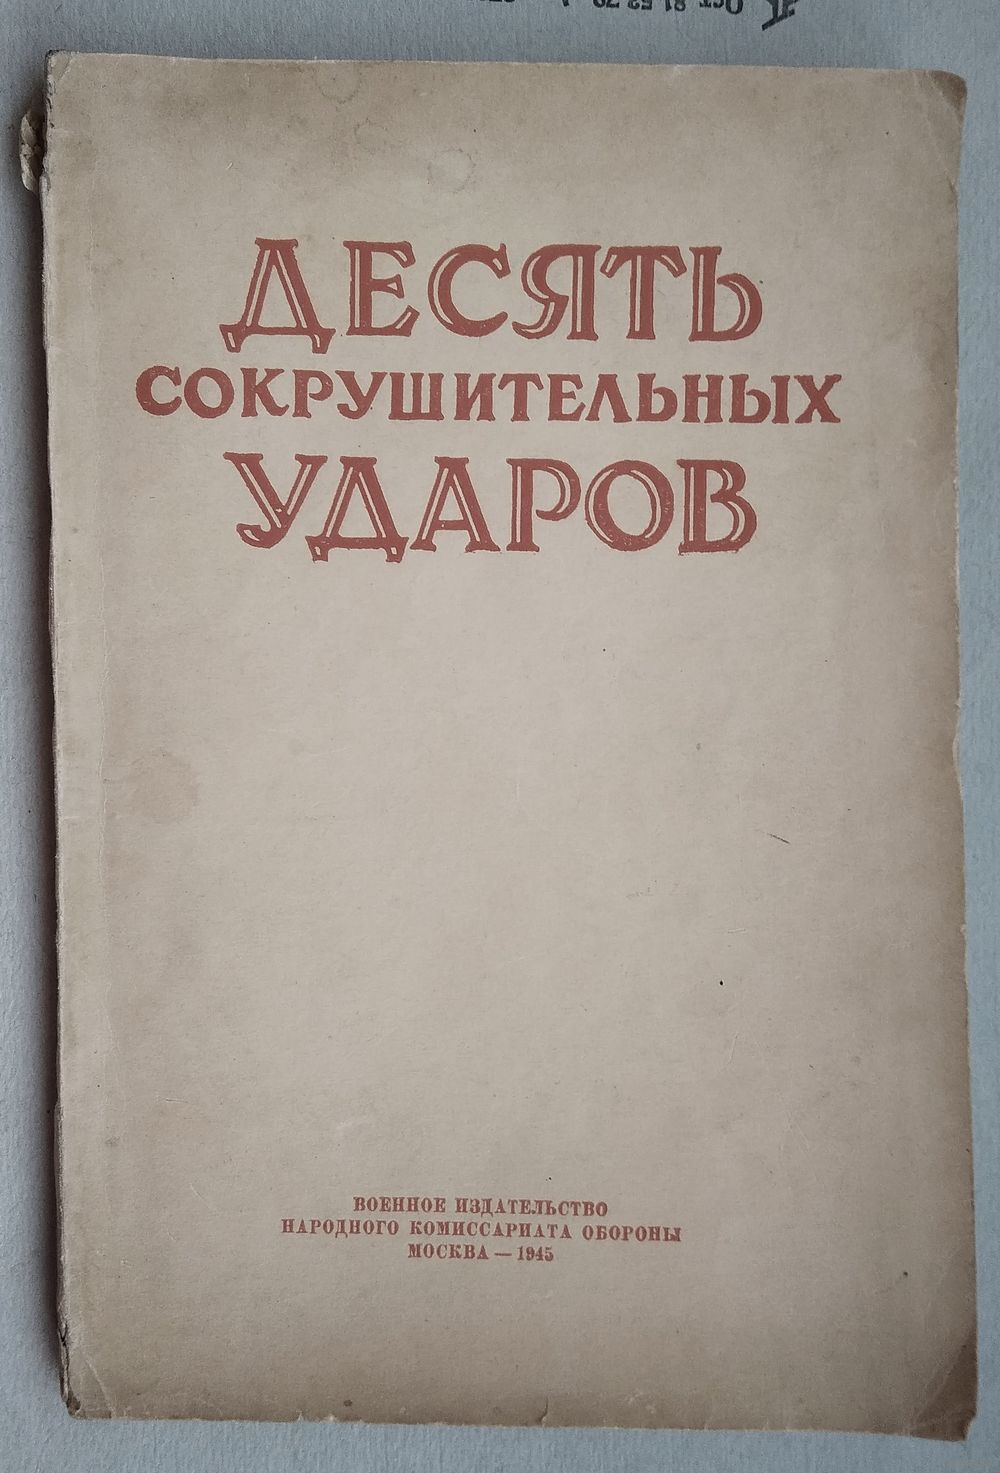 ДЕСЯТЬ
СОКРУШИТЕЛЬНЫХ
УДАРОВ
ВОЕННОЕ ИЗДАТЕЛЬСТВО
НАРОДНОГО КОМИССАРИАТА ОБОРОНЫ
МОСКВА — 1945